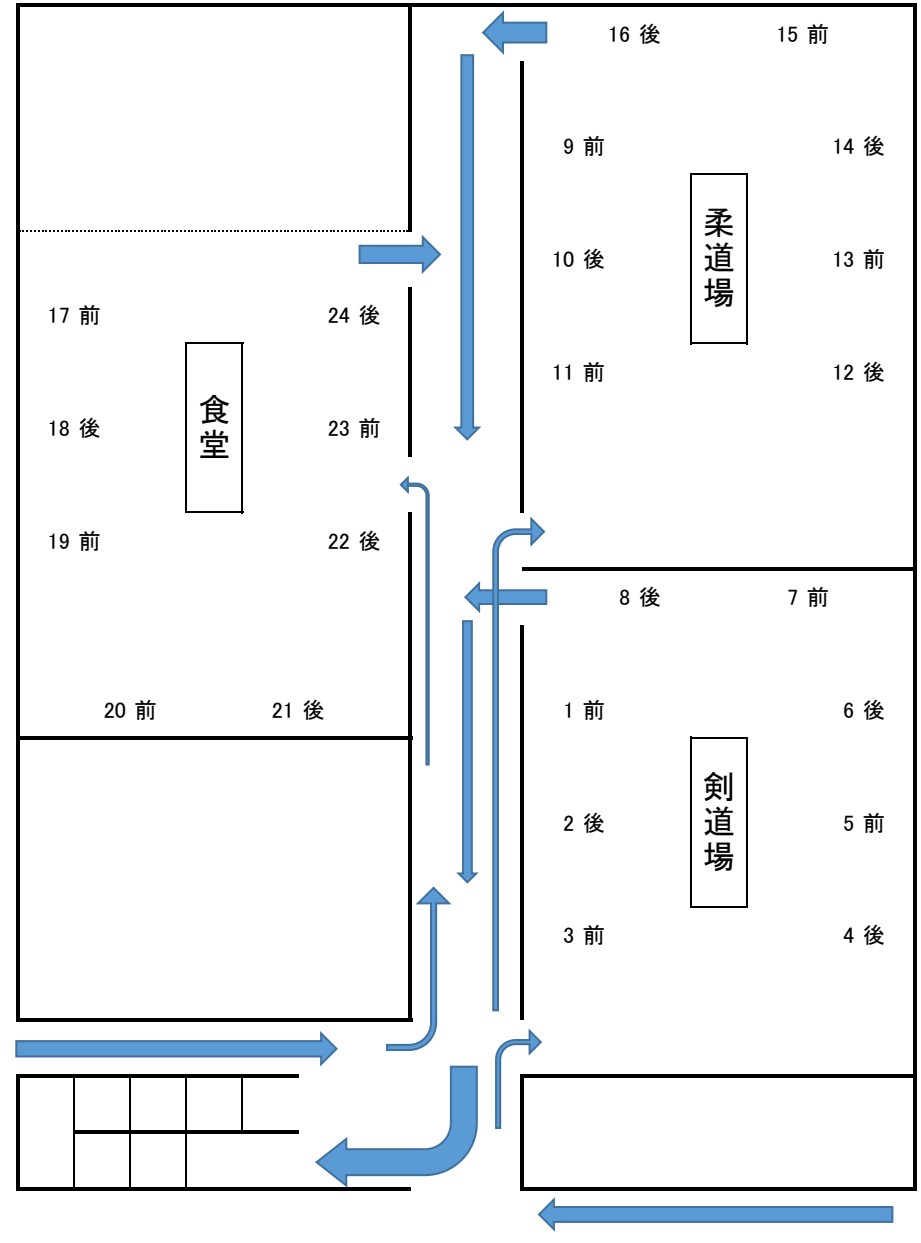 16 後
15 前
9 前
14 後
柔道場
10 後
13 前
11 前
12 後
17 前
24 後
食堂
18 後
23 前
19 前
22 後
20 前
21 後
8 後
7 前
1 前
6 後
剣道場
2 後
5 前
3 前
4 後